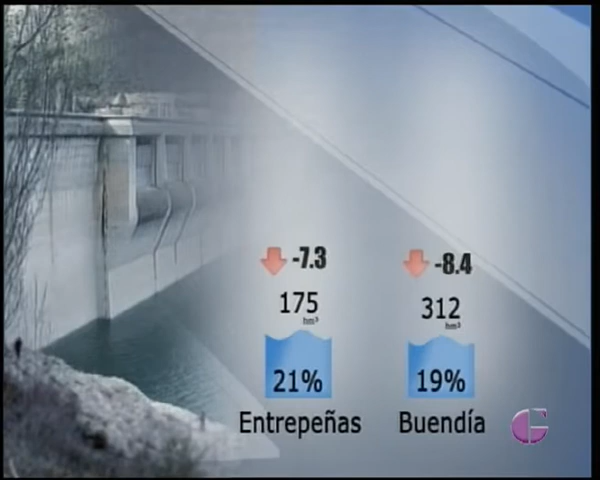 -7.3
175
hm³
21%
Entrepeñas
-8.4
312
hm³
19%
Buendía